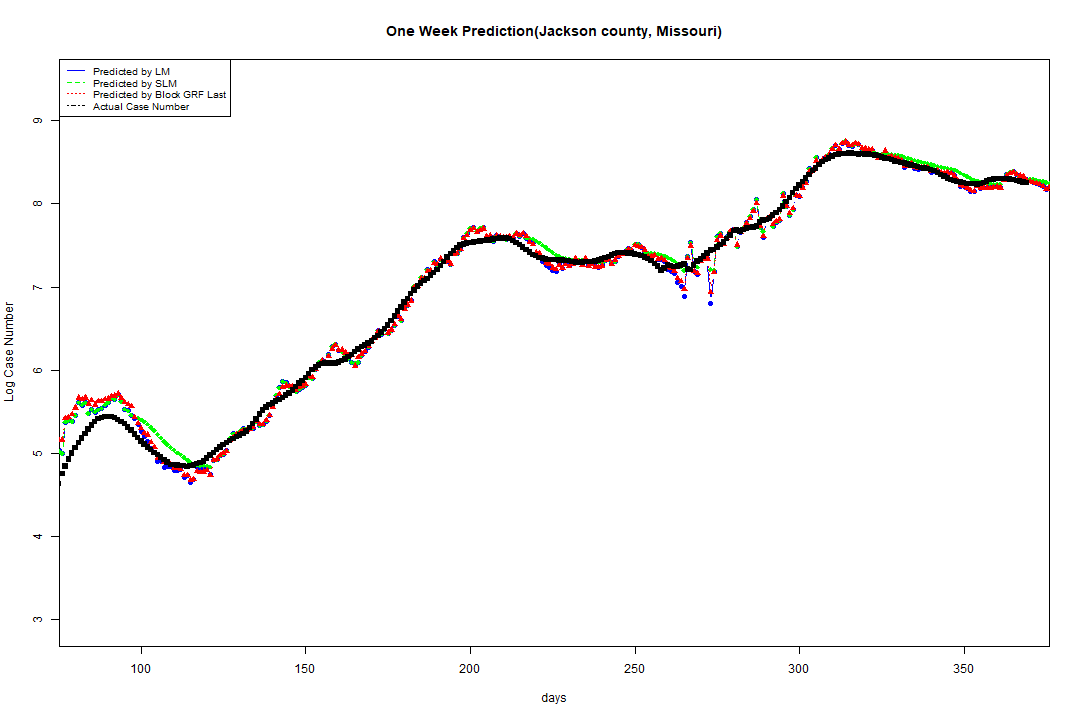 One Week Prediction(Jackson county, Missouri)
Predicted by LM
Predicted by SLM
Predicted by Block GRF Last
Actual Case Number
Log Case Number
9
8
7
6
5
4
3
100 150 200 250 300 350
days